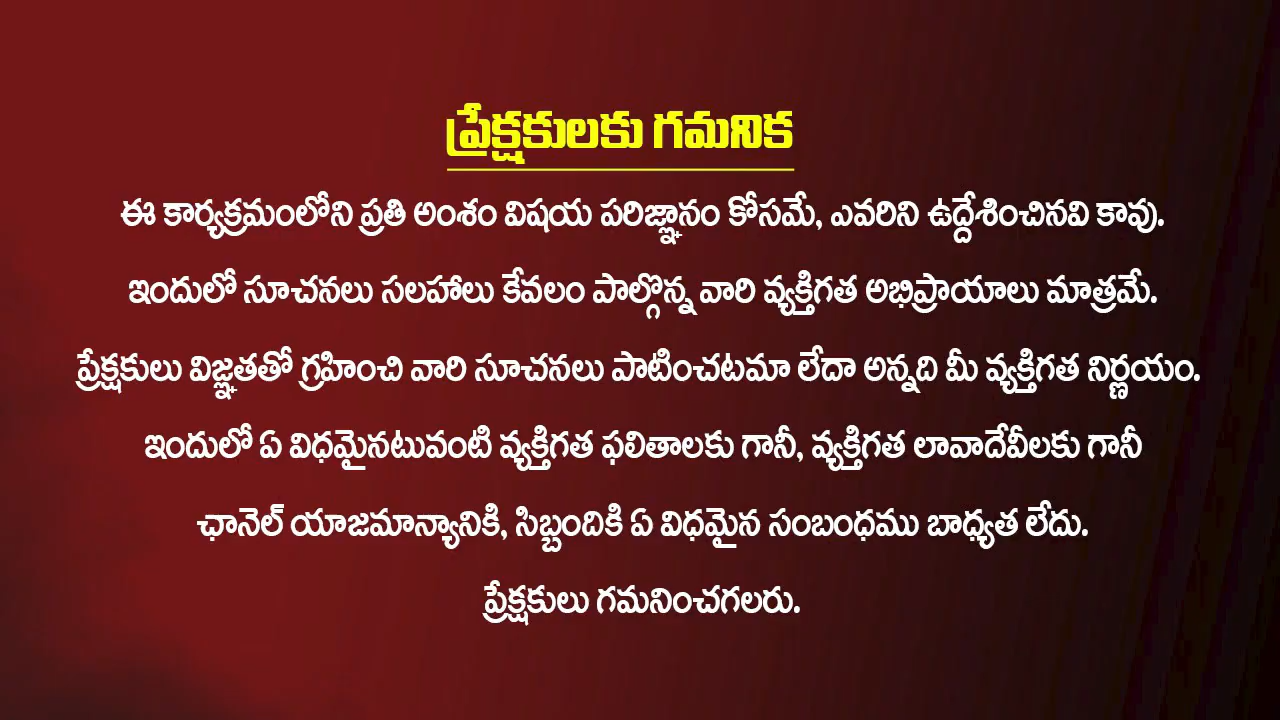 ప్రేక్షకులకు గమనిక
ఈ కార్యక్రమంలోని ప్రతి అంశం విషయ పరిజ్ఞానం కోసమే, ఎవరిని ఉద్దేశించినవి కావు.
ఇందులో సూచనలు సలహాలు కేవలం పాల్గొన్న వారి వ్యక్తిగత అభిప్రాయాలు మాత్రమే.
ప్రేక్షకులు విజ్ఞతతో గ్రహించి వారి సూచనలు పాటించటమా లేదా అన్నది మీ వ్యక్తిగత నిర్ణయం.
ఇందులో ఏ విధమైనటువంటి వ్యక్తిగత ఫలితాలకు గానీ, వ్యక్తిగత లావాదేవీలకు గానీ
ఛానెల్ యాజమాన్యానికి, సిబ్బందికి ఏ విధమైన సంబంధము బాధ్యత లేదు.
ప్రేక్షకులు గమనించగలరు.